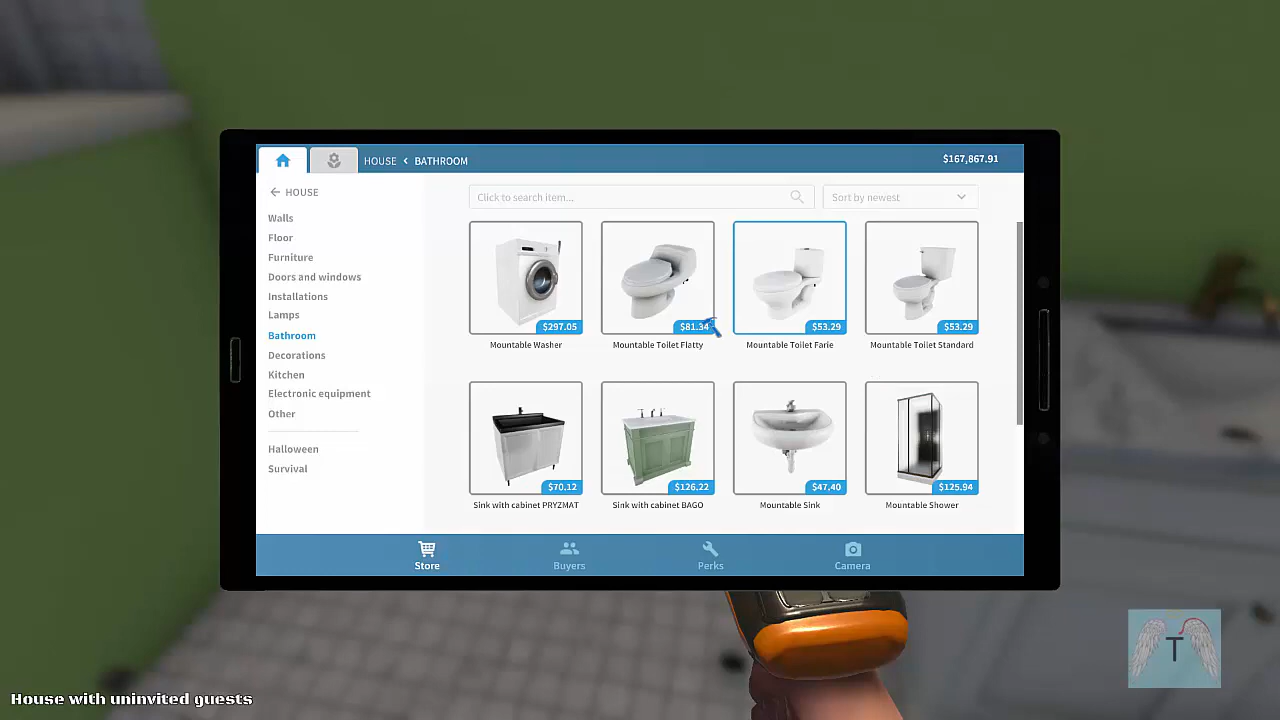 HOUSE < BATHROOM
$167,867.91
HOUSE
Click to search item...
Sort by newest
Walls
Floor
Furniture
Doors and windows
Installations
Lamps
Bathroom
Decorations
Kitchen
Electronic equipment
Other
Halloween
Survival
$297.05
$81.34
$53.29
$53.29
Mountable Washer
Mountable Toilet Flatty
Mountable Toilet Farie
Mountable Toilet Standard
$70.12
$126.22
$47.40
$125.94
Sink with cabinet PRYZMAT
Sink with cabinet BAGO
Mountable Sink
Mountable Shower
Store
Buyers
Perks
Camera
T
House with uninvited guests